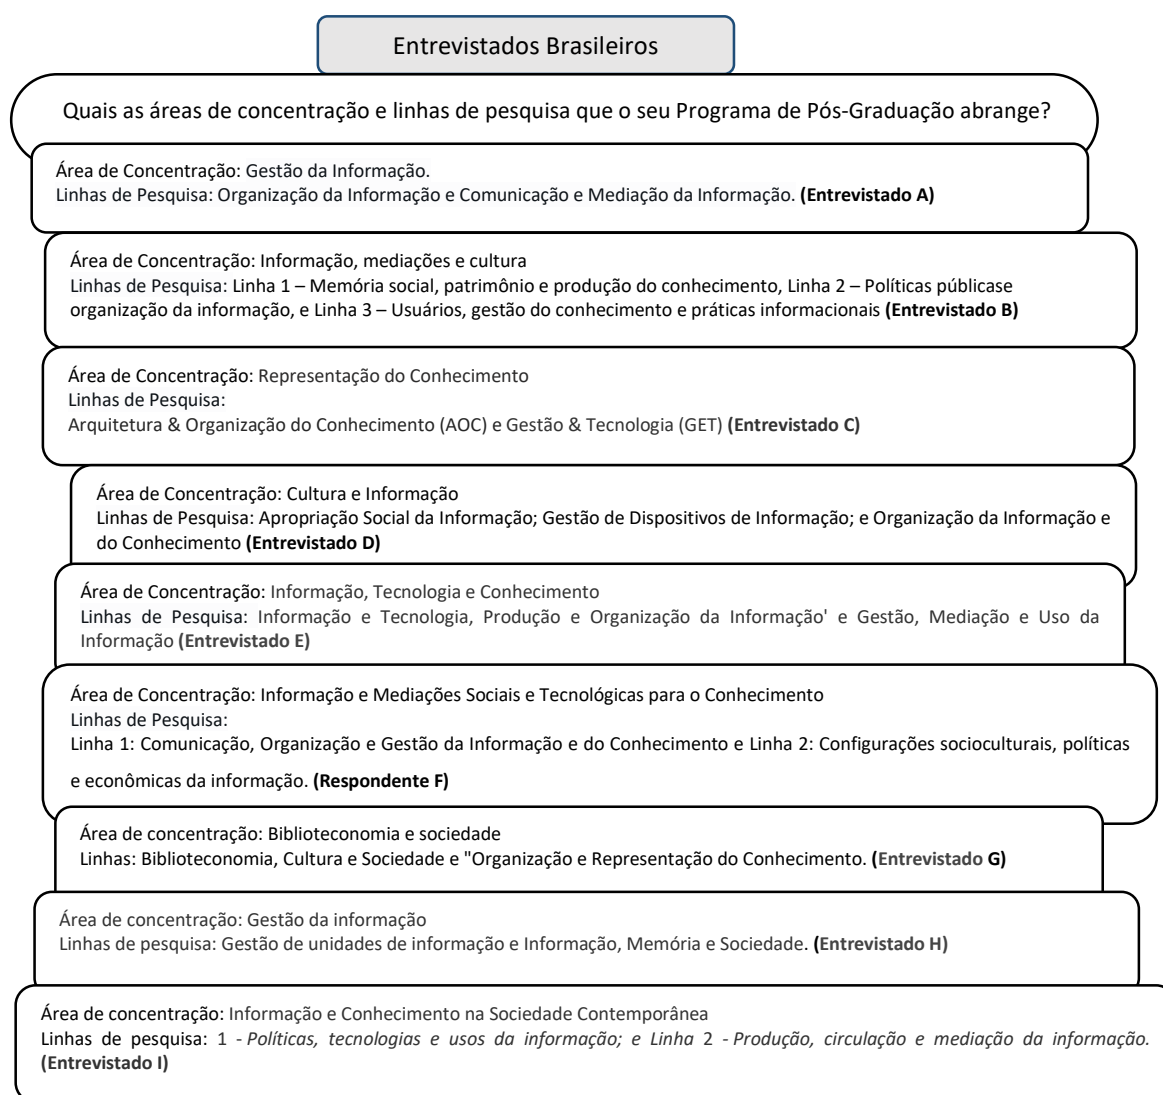 Entrevistados Brasileiros
Quais as áreas de concentração e linhas de pesquisa que o seu Programa de Pós-Graduação abrange?
Área de Concentração: Gestão da Informação.
Linhas de Pesquisa: Organização da Informação e Comunicação e Mediação da Informação. (Entrevistado A)
Área de Concentração: Informação, mediações e cultura
Linhas de Pesquisa: Linha 1 – Memória social, patrimônio e produção do conhecimento, Linha 2 – Políticas públicase
organização da informação, e Linha 3 – Usuários, gestão do conhecimento e práticas informacionais (Entrevistado B)
Área de Concentração: Representação do Conhecimento
Linhas de Pesquisa:
Arquitetura & Organização do Conhecimento (AOC) e Gestão & Tecnologia (GET) (Entrevistado C)
Área de Concentração: Cultura e Informação
Linhas de Pesquisa: Apropriação Social da Informação; Gestão de Dispositivos de Informação; e Organização da Informação e
do Conhecimento (Entrevistado D)
Área de Concentração: Informação, Tecnologia e Conhecimento
Linhas de Pesquisa: Informação e Tecnologia, Produção e Organização da Informação' e Gestão, Mediação e Uso da
Informação (Entrevistado E)
Área de Concentração: Informação e Mediações Sociais e Tecnológicas para o Conhecimento
Linhas de Pesquisa:
Linha 1: Comunicação, Organização e Gestão da Informação e do Conhecimento e Linha 2: Configurações socioculturais, políticas
e econômicas da informação. (Respondente F)
Área de concentração: Biblioteconomia e sociedade
Linhas: Biblioteconomia, Cultura e Sociedade e "Organização e Representação do Conhecimento. (Entrevistado G)
Área de concentração: Gestão da informação
Linhas de pesquisa: Gestão de unidades de informação e Informação, Memória e Sociedade. (Entrevistado H)
Área de concentração: Informação e Conhecimento na Sociedade Contemporânea
Linhas de pesquisa: 1 - Políticas, tecnologias e usos da informação; e Linha 2 - Produção, circulação e mediação da informação.
(Entrevistado I)